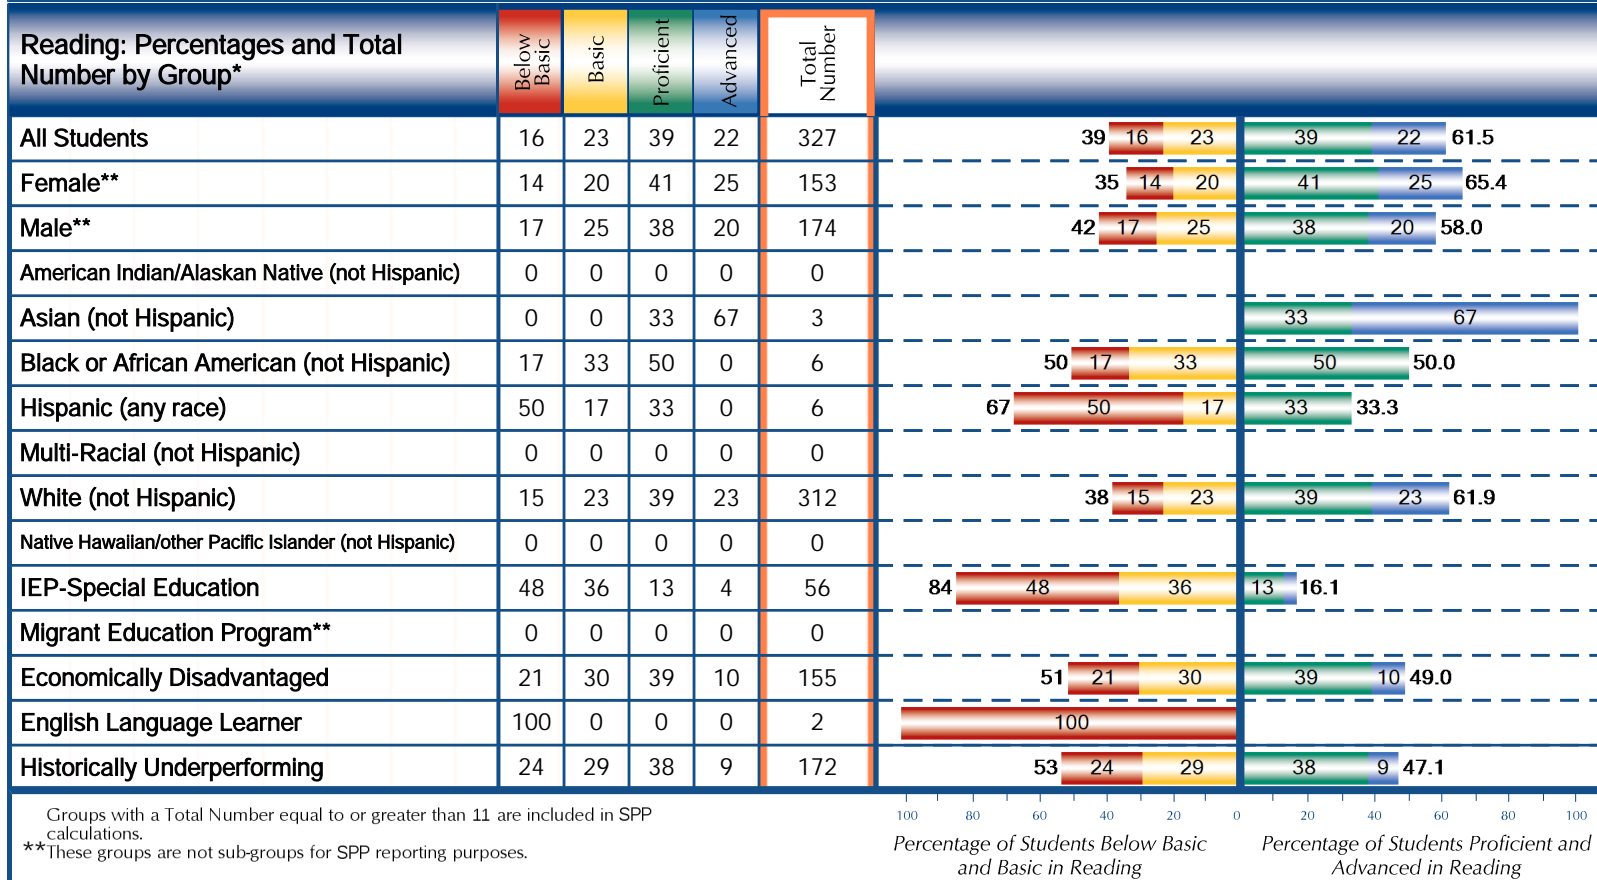 Reading: Percentages and Total
Number by Group*
Below
Basic
Basic
Proficient
Advanced
Total
Number
All Students 16 23 39 22 327 39 16 23 39 22 61.5
Female** 14 20 41 25 153 35 14 20 41 25 65.4
Male** 17 25 38 20 174 42 17 25 38 20 58.0
American Indian/Alaskan Native (not Hispanic) 0 0 0 0 0
Asian (not Hispanic) 0 0 33 67 3 33 67
Black or African American (not Hispanic) 17 33 50 0 6 50 17 33 50 50.0
Hispanic (any race) 50 17 33 0 6 67 50 17 33 33.3
Multi-Racial (not Hispanic) 0 0 0 0 0
White (not Hispanic) 15 23 39 23 312 38 15 23 39 23 61.9
Native Hawaiian/other Pacific Islander (not Hispanic) 0 0 0 0 0
IEP-Special Education 48 36 13 4 56 84 48 36 13 16.1
Migrant Education Program** 0 0 0 0 0
Economically Disadvantaged 21 30 39 10 155 51 21 30 39 10 49.0
English Language Learner 100 0 0 0 2 100
Historically Underperforming 24 29 38 9 172 53 24 29 38 9 47.1
100 80 60 40 20 0 20 40 60 80 100
Groups with a Total Number equal to or greater than 11 are included in SPP
calculations.
**These groups are not sub-groups for SPP reporting purposes.
Percentage of Students Below Basic
and Basic in Reading
Percentage of Students Proficient and
Advanced in Reading